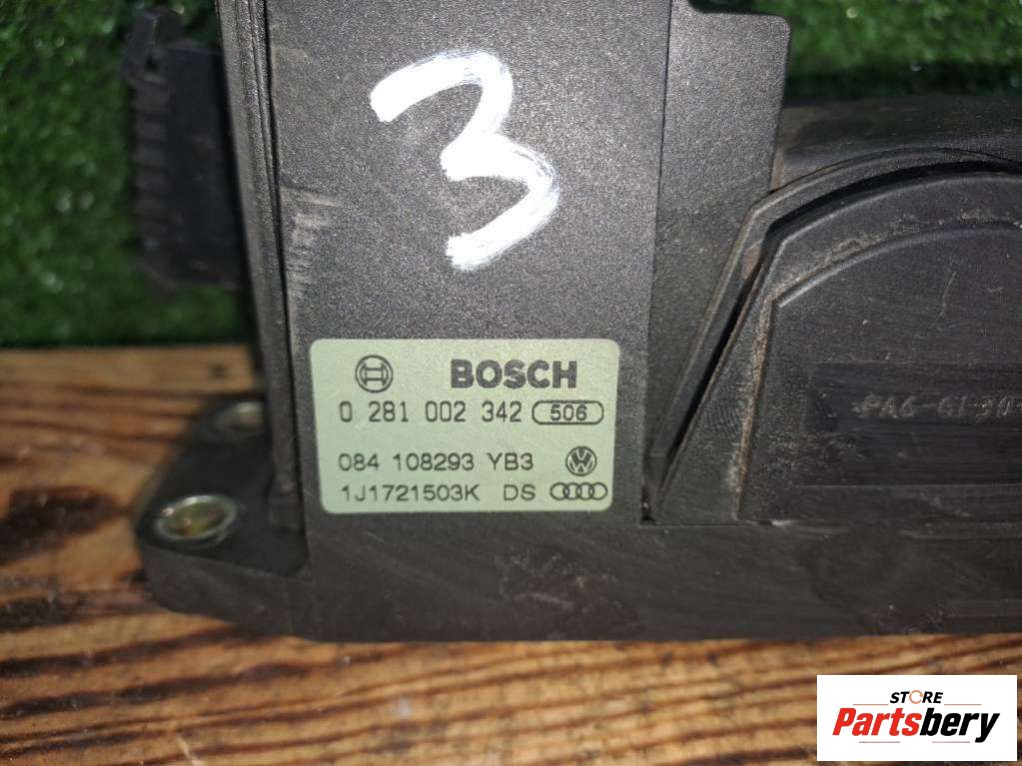 3
BOSCH
0 281 002 342 506
084 108293 YB3
1J1721503K DS
STORE
Partsbery